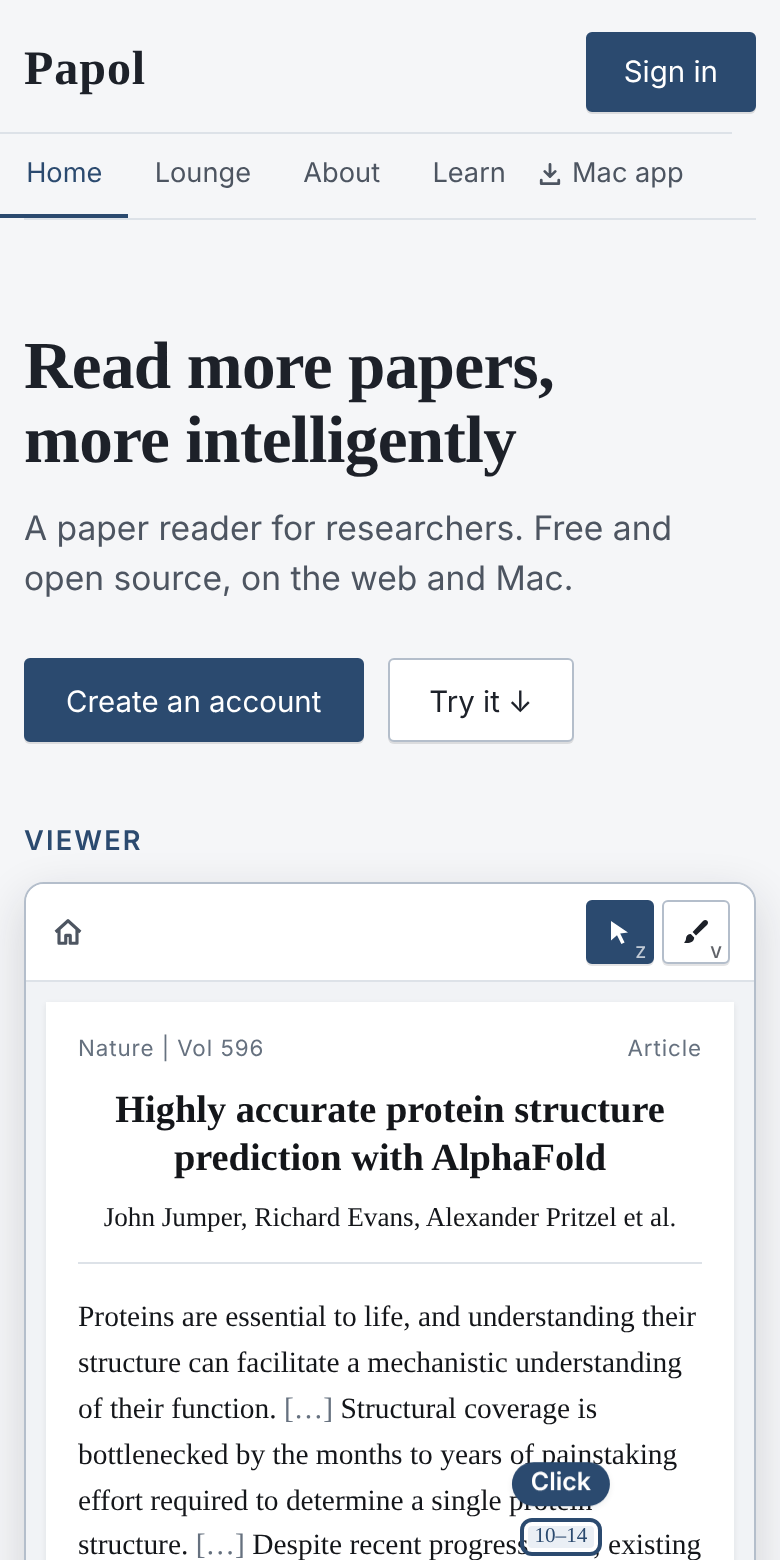 Papol
Sign in
Home Lounge About Learn Mac app
Read more papers,
more intelligently
A paper reader for researchers. Free and
open source, on the web and Mac.
Create an account
Try it ↓
VIEWER
z
v
Nature | Vol 596
Article
Highly accurate protein structure
prediction with AlphaFold
John Jumper, Richard Evans, Alexander Pritzel et al.
Proteins are essential to life, and understanding their
structure can facilitate a mechanistic understanding
of their function. […] Structural coverage is
bottlenecked by the months to years of painstaking
Click
effort required to determine a single protein
structure. […] Despite recent progress 10–14, existing